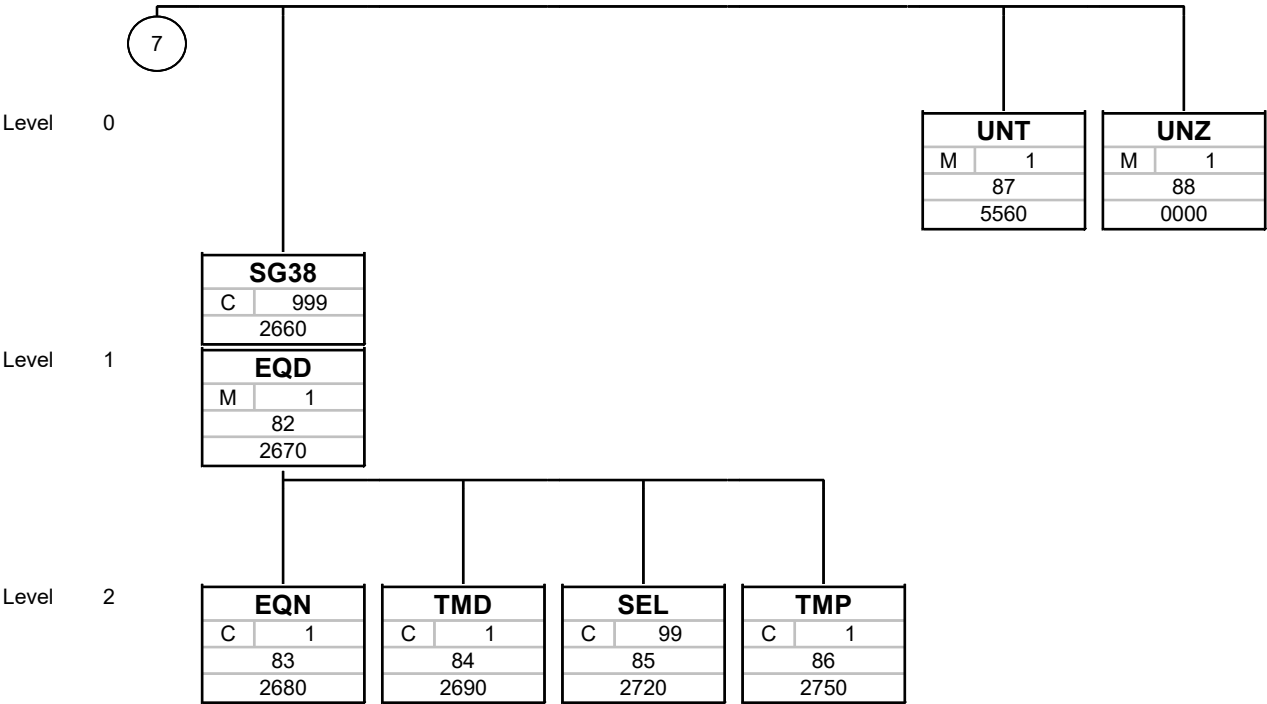 7
Level 0
UNT UNZ
M 1 M 1
87 88
5560 0000
SG38
C 999
2660
Level 1
EQD
M 1
82
2670
Level 2
EQN TMD SEL TMP
C 1 C 1 C 99 C 1
83 84 85 86
2680 2690 2720 2750